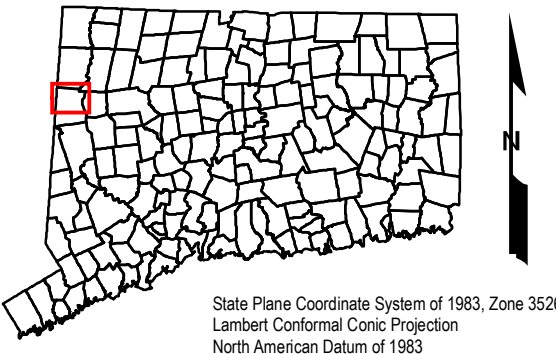 N
State Plane Coordinate System of 1983, Zone 3526
Lambert Conformal Conic Projection
North American Datum of 1983